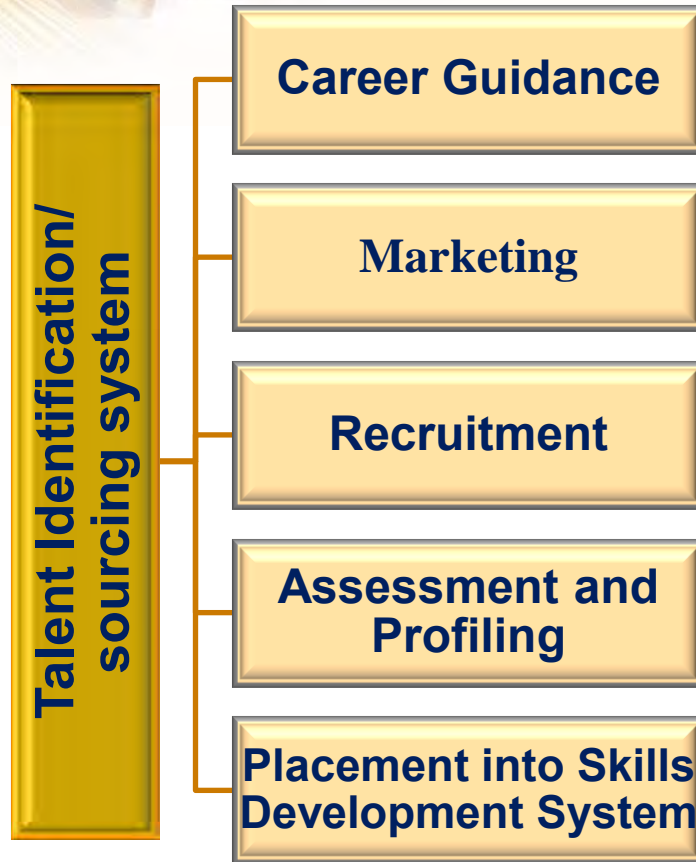 Talent Identification/
sourcing system
Career Guidance
Marketing
Recruitment
Assessment and
Profiling
Placement into Skills
Development System